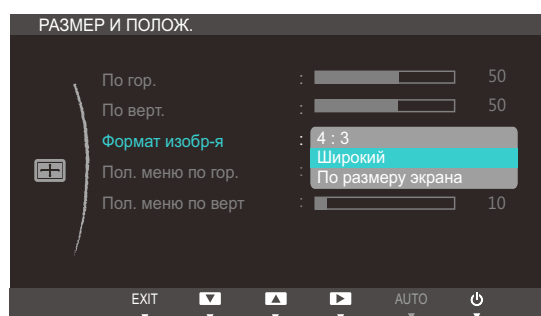 РАЗМЕР И ПОЛОЖ.
По гор. : 50
По верт. : 50
Формат изобр-я : 4 : 3
Широкий
Пол. меню по гор. : По размеру экрана
Пол. меню по верт : 10
EXIT AUTO